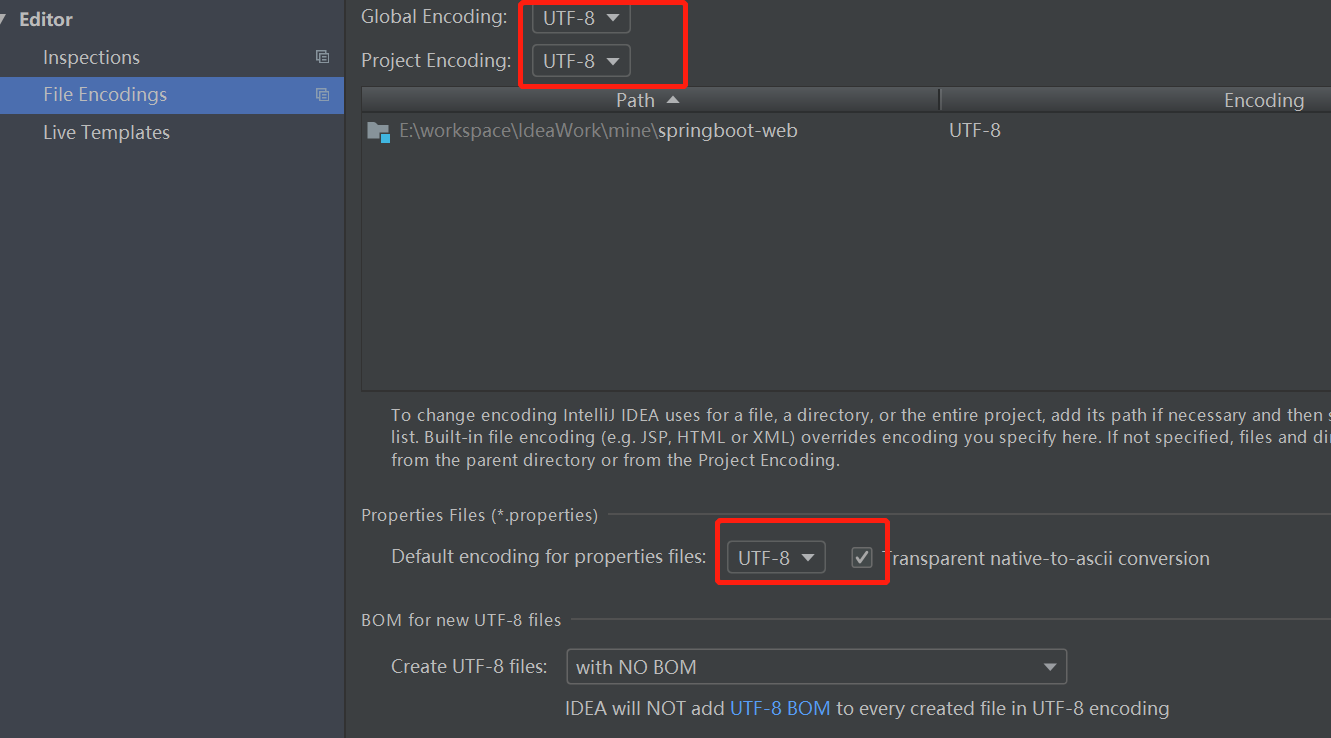 Editor
Inspections
File Encodings
Live Templates
Global Encoding: UTF-8
Project Encoding: UTF-8
Path Encoding
E:\workspace\IdeaWork\mine\springboot-web UTF-8
To change encoding IntelliJ IDEA uses for a file, a directory, or the entire project, add its path if necessary and then
list. Built-in file encoding (e.g. JSP, HTML or XML) overrides encoding you specify here. If not specified, files and
from the parent directory or from the Project Encoding.
Properties Files (*.properties)
Default encoding for properties files: UTF-8 Transparent native-to-ascii conversion
BOM for new UTF-8 files
Create UTF-8 files: with NO BOM
IDEA will NOT add UTF-8 BOM to every created file in UTF-8 encoding